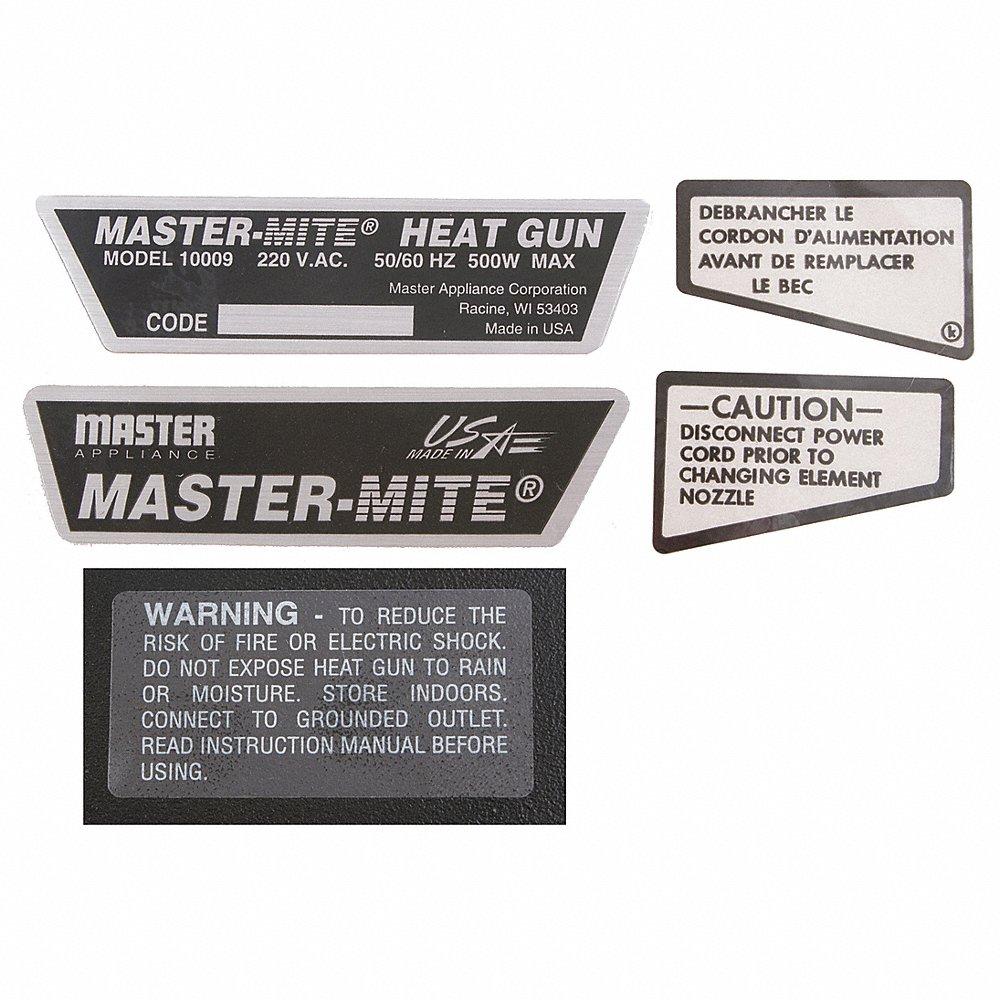 MASTER-MITE® HEAT GUN
MODEL 10009 220 V.AC. 50/60 HZ 500W MAX
Master Appliance Corporation
Racine, WI 53403
CODE
Made in USA
DEBRANCHER LE
CORDON D'ALIMENTATION
AVANT DE REMPLACER
LE BEC
k
MASTER
APPLIANCE
MADE IN USA
MASTER-MITE®
—CAUTION—
DISCONNECT POWER
CORD PRIOR TO
CHANGING ELEMENT
NOZZLE
WARNING - TO REDUCE THE
RISK OF FIRE OR ELECTRIC SHOCK.
DO NOT EXPOSE HEAT GUN TO RAIN
OR MOISTURE. STORE INDOORS.
CONNECT TO GROUNDED OUTLET.
READ INSTRUCTION MANUAL BEFORE
USING.